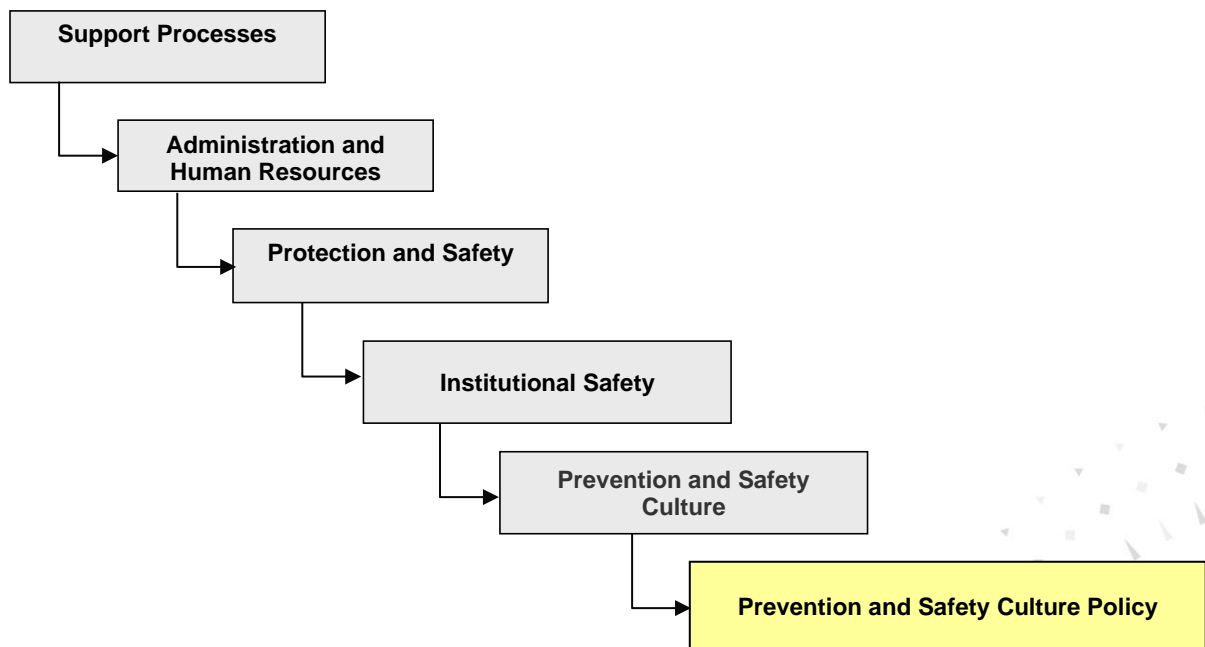 Support Processes
Administration and
Human Resources
Protection and Safety
Institutional Safety
Prevention and Safety
Culture
Prevention and Safety Culture Policy